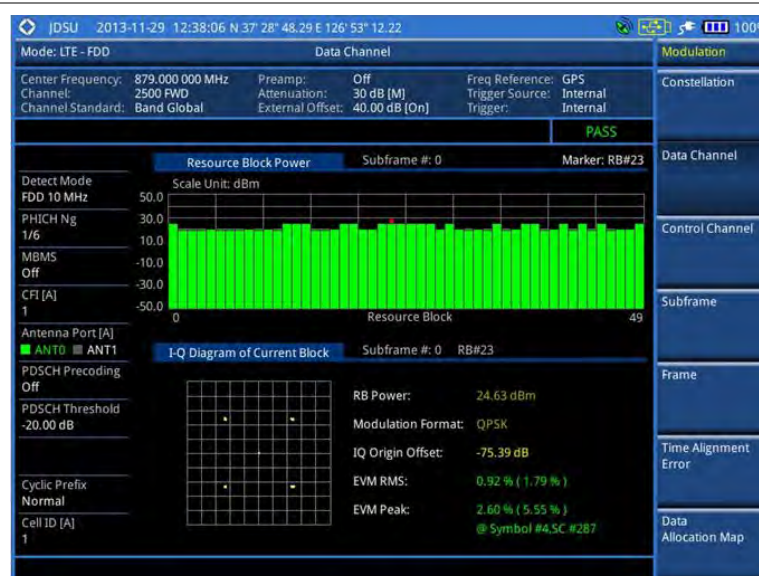 JDSU 2013-11-29 12:38:06 N 37' 28" 48.29 E 126' 53" 12.22 100%
Mode: LTE - FDD Data Channel Modulation
Center Frequency: 879.000 000 MHz Preamp: Off Freq Reference: GPS
Channel: 2500 FWD Attenuation: 30 dB [M] Trigger Source: Internal
Channel Standard: Band Global External Offset: 40.00 dB [On] Trigger: Internal
Constellation
PASS
Resource Block Power Subframe #: 0 Marker: RB#23
Data Channel
Detect Mode
FDD 10 MHz
Scale Unit: dBm
50.0
30.0
10.0
-10.0
-30.0
-50.0
0 Resource Block 49
PHICH Ng
1/6
Control Channel
MBMS
Off
CFI [A]
1
Subframe
Antenna Port [A]
ANT0 ANT1
I-Q Diagram of Current Block Subframe #: 0 RB#23
PDSCH Precoding
Off
Frame
PDSCH Threshold
-20.00 dB
RB Power: 24.63 dBm
Modulation Format: QPSK
IQ Origin Offset: -75.39 dB
EVM RMS: 0.92 % ( 1.79 % )
EVM Peak: 2.60 % ( 5.55 % )
@ Symbol #4,SC #287
Time Alignment
Error
Cyclic Prefix
Normal
Cell ID [A]
1
Data
Allocation Map